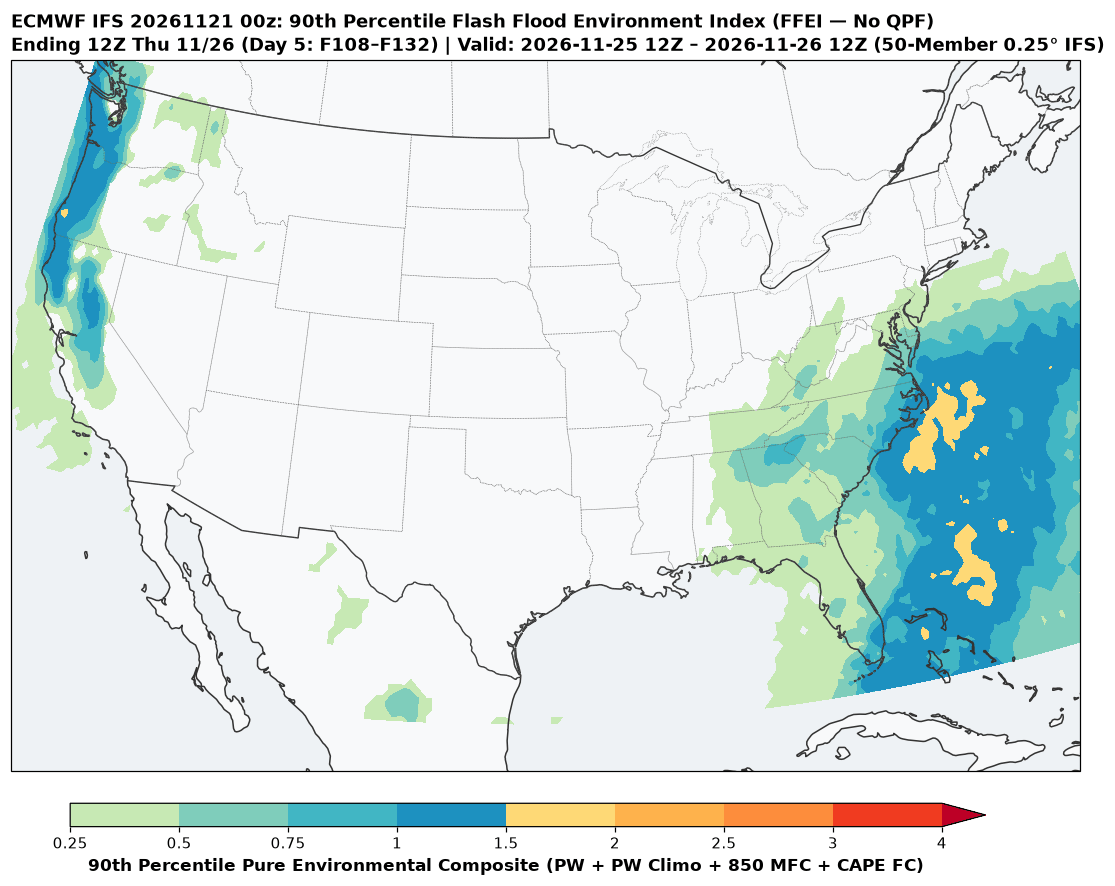 ECMWF IFS 20261121 00z: 90th Percentile Flash Flood Environment Index (FFEI — No QPF)
Ending 12Z Thu 11/26 (Day 5: F108–F132) | Valid: 2026-11-25 12Z – 2026-11-26 12Z (50-Member 0.25° IFS)
0.25 0.5 0.75 1 1.5 2 2.5 3 4
90th Percentile Pure Environmental Composite (PW + PW Climo + 850 MFC + CAPE FC)